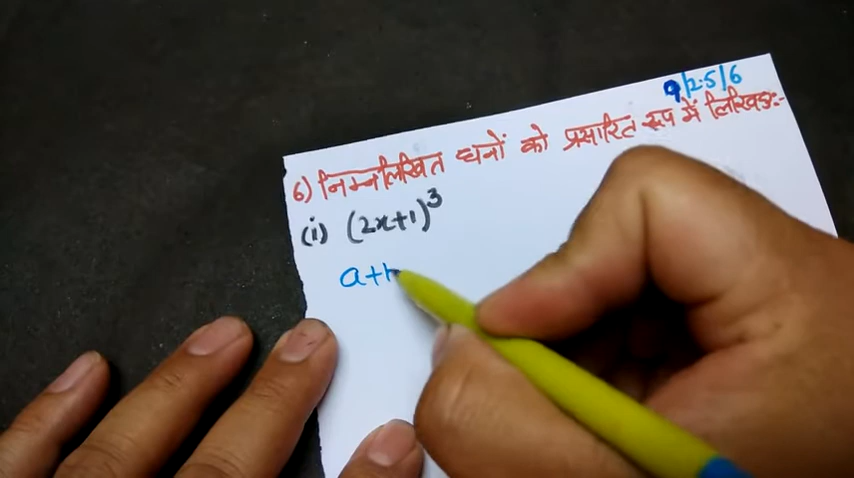 9/2.5/6
6) निम्नलिखित घनों को प्रसारित रूप में लिखिए:-
(i) (2x+1)³
a+b